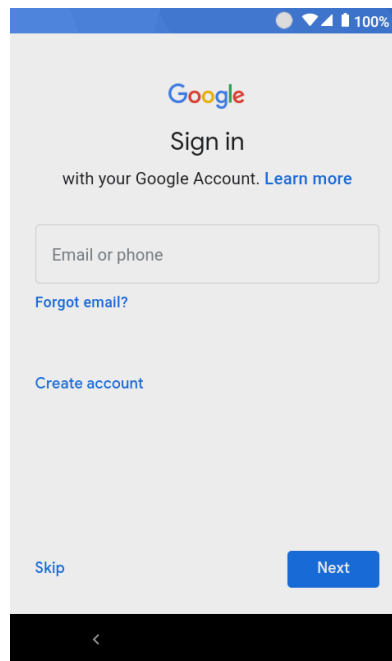 100%
Google
Sign in
with your Google Account. Learn more
Email or phone
Forgot email?
Create account
Skip
Next